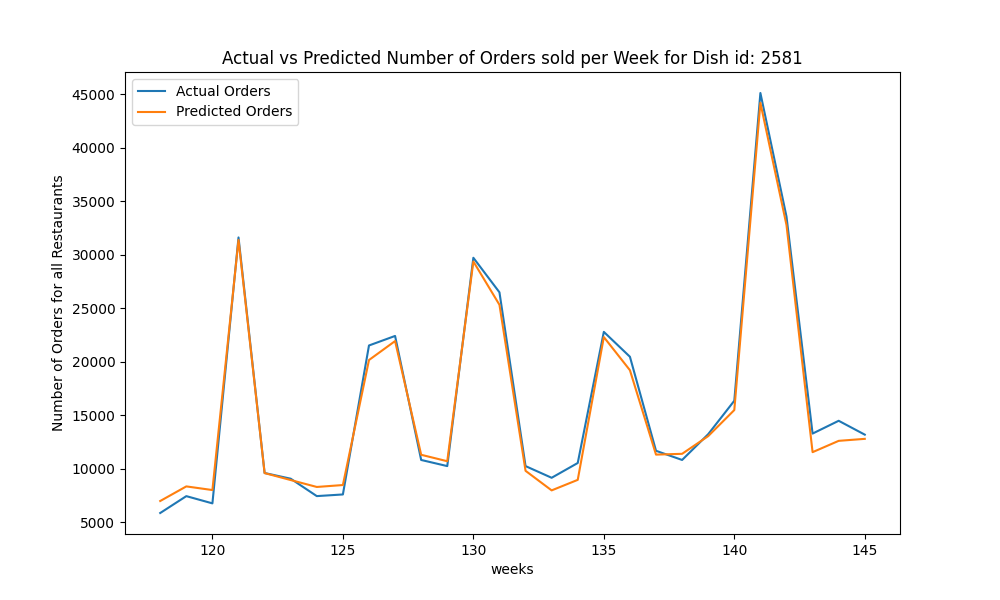 Actual vs Predicted Number of Orders sold per Week for Dish id: 2581
Actual Orders
Predicted Orders
Number of Orders for all Restaurants
45000
40000
35000
30000
25000
20000
15000
10000
5000
120 125 130 135 140 145
weeks